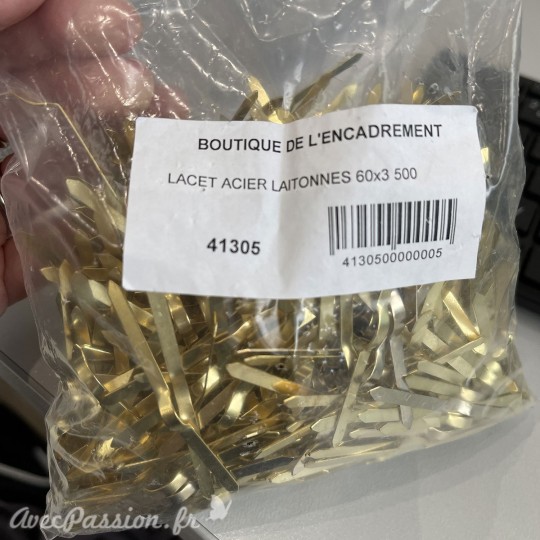 BOUTIQUE DE L'ENCADREMENT
LACET ACIER LAITONNES 60x3 500
41305
4130500000005
AvecPassion.fr